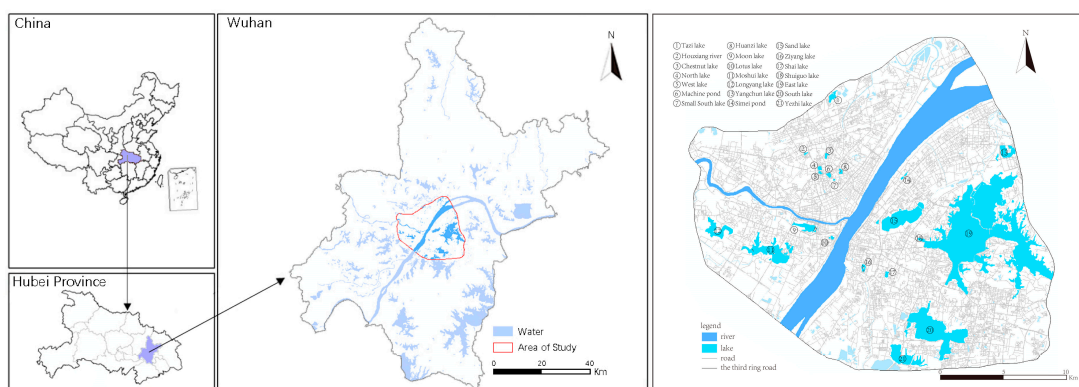 China
Hubei Province
Wuhan
N
Water
Area of Study
0 20 40
Km
N
① Tazi lake ⑧ Huanzi lake ⑮ Sand lake
② Houxiang river ⑨ Moon lake ⑯ Ziyang lake
③ Chestnut lake ⑩ Lotus lake ⑰ Shai lake
④ North lake ⑪ Moshui lake ⑱ Shuiguo lake
⑤ West lake ⑫ Longyang lake ⑲ East lake
⑥ Machine pond ⑬ Yangchun lake ⑳ South lake
⑦ Small South lake ⑭ Simei pond ㉑ Yezhi lake
legend
river
lake
road
the third ring road
0 5 10
Km